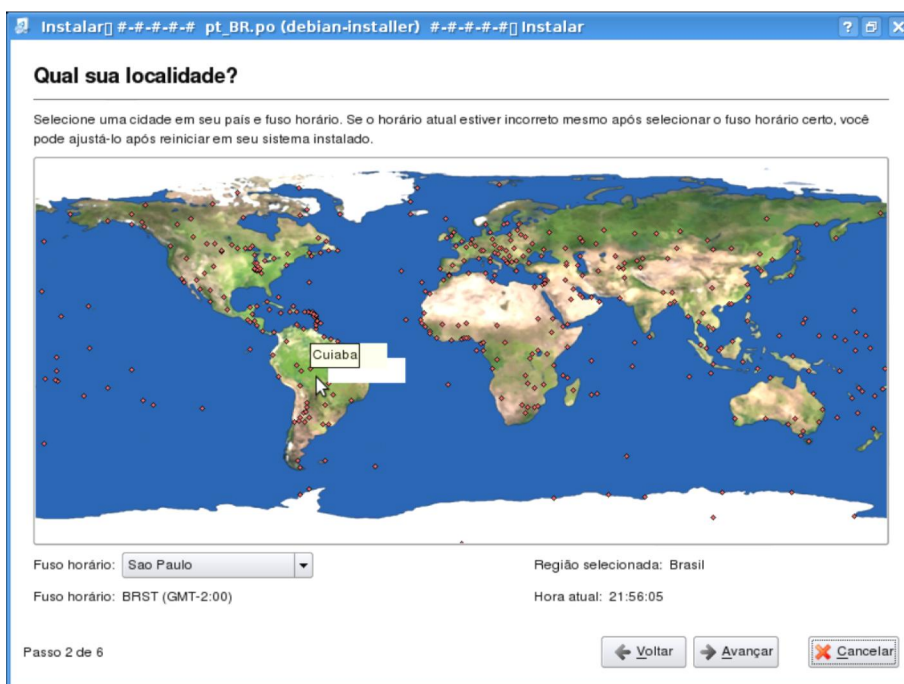 Instalar▯ #-#-#-#-# pt_BR.po (debian-installer) #-#-#-#-#▯ Instalar
Qual sua localidade?
Selecione uma cidade em seu país e fuso horário. Se o horário atual estiver incorreto mesmo após selecionar o fuso horário certo, você
pode ajustá-lo após reiniciar em seu sistema instalado.
Cuiaba
Fuso horário: Sao Paulo
Região selecionada: Brasil
Fuso horário: BRST (GMT-2:00)
Hora atual: 21:56:05
Passo 2 de 6
Voltar
Avançar
Cancelar